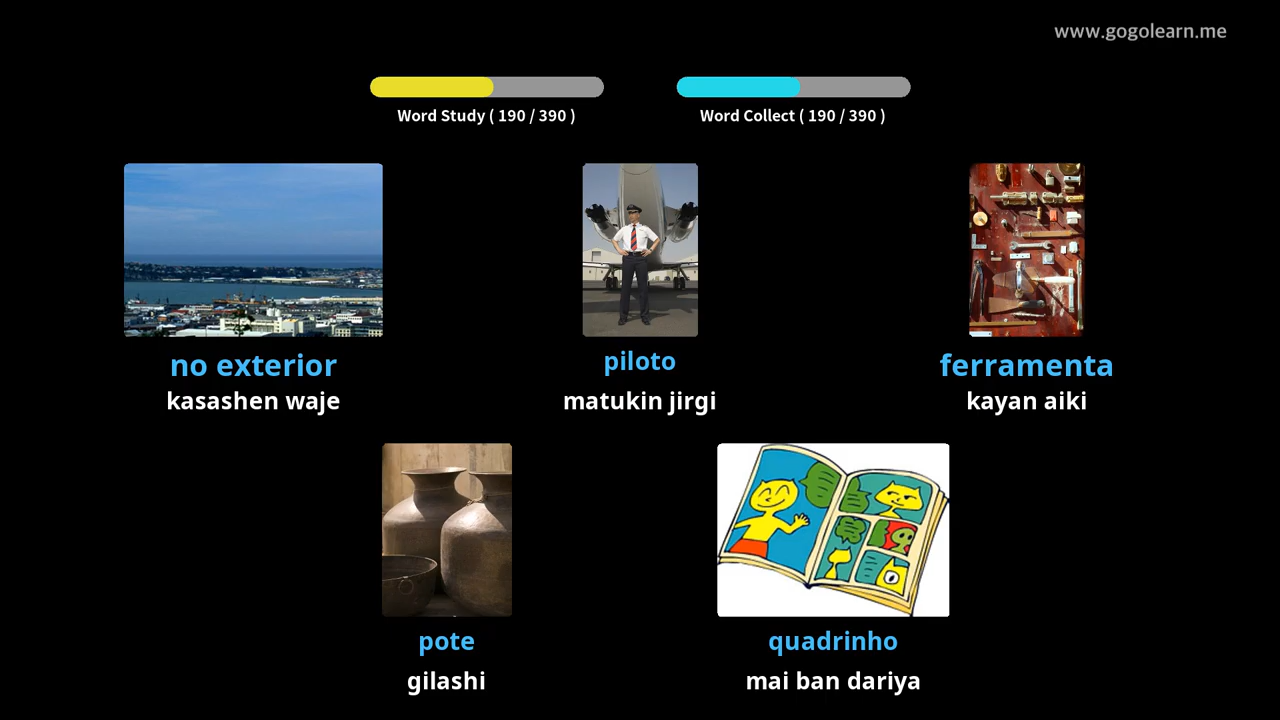 www.gogolearn.me
Word Study ( 190 / 390 )
Word Collect ( 190 / 390 )
no exterior
kasashen waje
piloto
matukin jirgi
ferramenta
kayan aiki
pote
gilashi
quadrinho
mai ban dariya